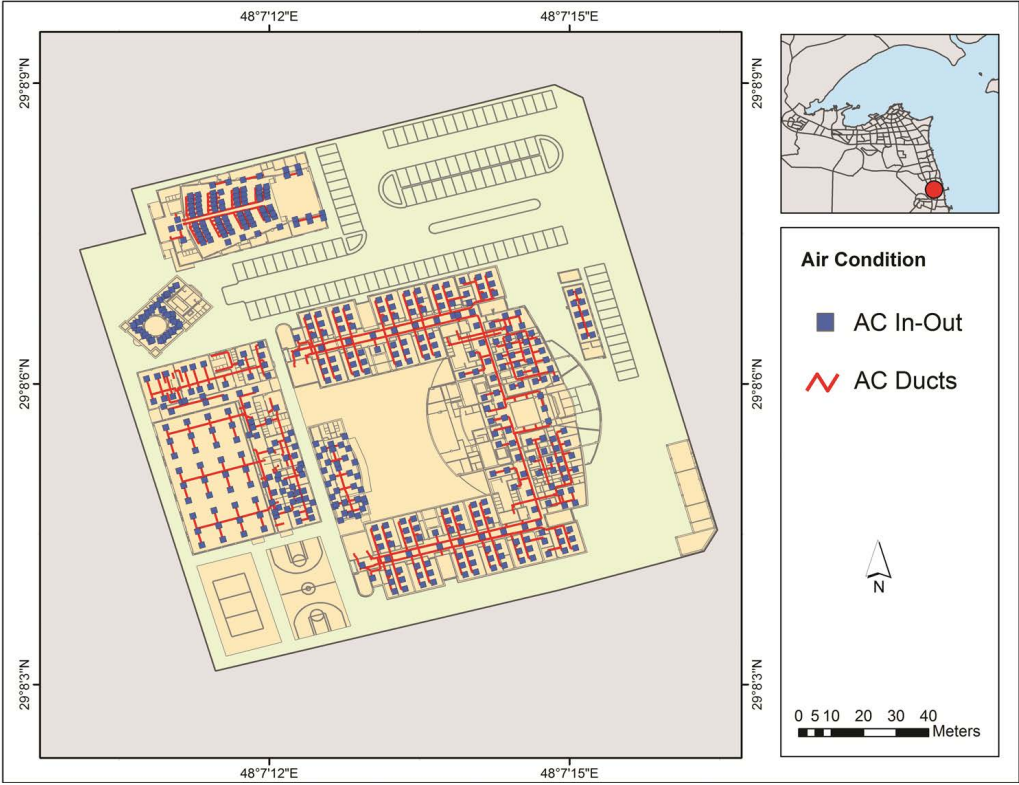 48°7'12"E 48°7'15"E
29°8'9"N 29°8'9"N
Air Condition
AC In-Out
29°8'6"N 29°8'6"N
AC Ducts
N
29°8'3"N 29°8'3"N
0 5 10 20 30 40
Meters
48°7'12"E 48°7'15"E